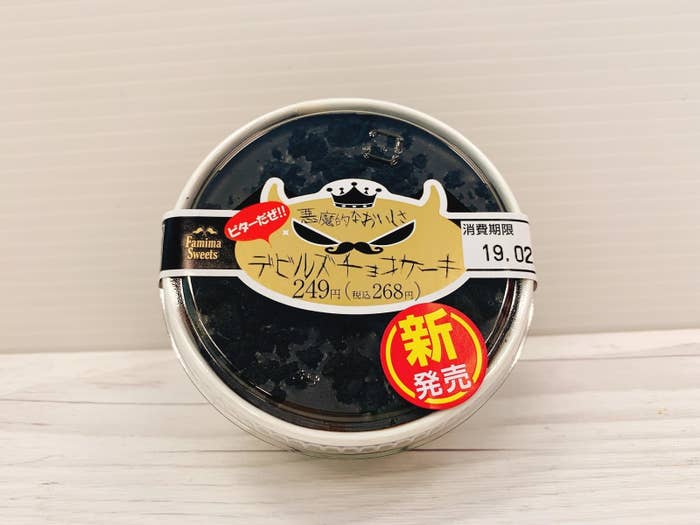 悪魔的なおいしさ
ビターだぜ!!
Famima
Sweets
デビルズチョコケーキ
249円(税込268円)
消費期限
19.02
新
発売